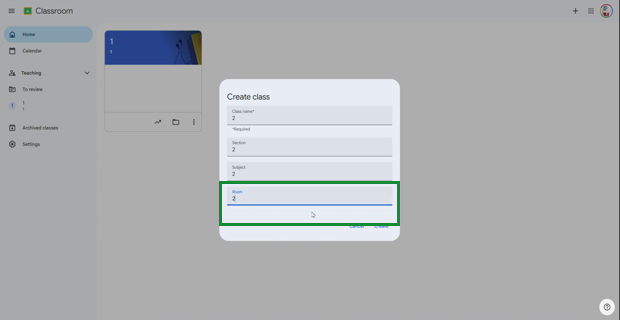 Classroom
Home
Calendar
Teaching
To review
1
1
1
Archived classes
Settings
1
1
Create class
Class name*
2
*Required
Section
2
Subject
2
Room
2
Cancel
Create